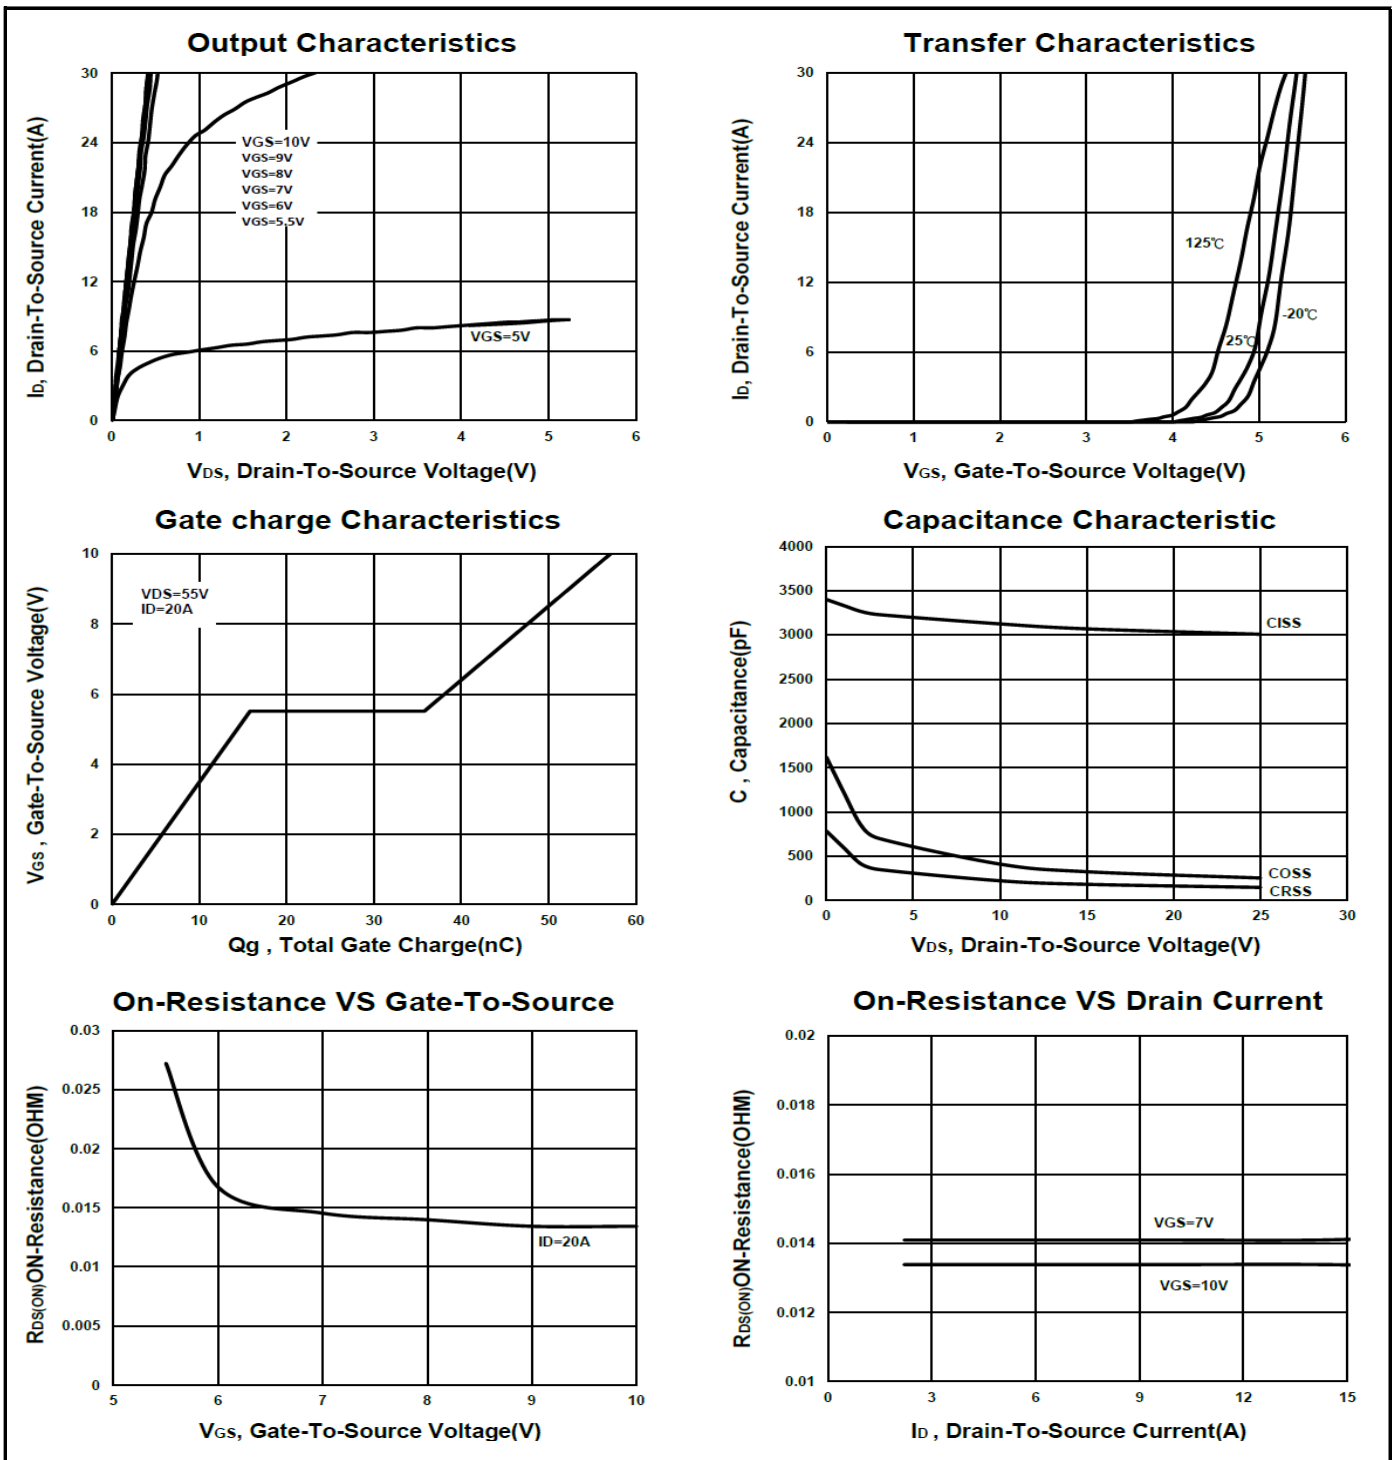 Output Characteristics
ID, Drain-To-Source Current(A)
30
24
18
12
6
0
VGS=10V
VGS=9V
VGS=8V
VGS=7V
VGS=6V
VGS=5.5V
VGS=5V
0 1 2 3 4 5 6
VDS, Drain-To-Source Voltage(V)
Transfer Characteristics
ID, Drain-To-Source Current(A)
30
24
18
12
6
0
125℃
-20℃
25℃
0 1 2 3 4 5 6
VGS, Gate-To-Source Voltage(V)
Gate charge Characteristics
VGS , Gate-To-Source Voltage(V)
10
8
6
4
2
0
VDS=55V
ID=20A
0 10 20 30 40 50 60
Qg , Total Gate Charge(nC)
Capacitance Characteristic
C , Capacitance(pF)
4000
3500
3000
2500
2000
1500
1000
500
0
CISS
COSS
CRSS
0 5 10 15 20 25 30
VDS, Drain-To-Source Voltage(V)
On-Resistance VS Gate-To-Source
RDS(ON)ON-Resistance(OHM)
0.03
0.025
0.02
0.015
0.01
0.005
0
ID=20A
5 6 7 8 9 10
VGS, Gate-To-Source Voltage(V)
On-Resistance VS Drain Current
RDS(ON)ON-Resistance(OHM)
0.02
0.018
0.016
0.014
0.012
0.01
VGS=7V
VGS=10V
0 3 6 9 12 15
ID , Drain-To-Source Current(A)